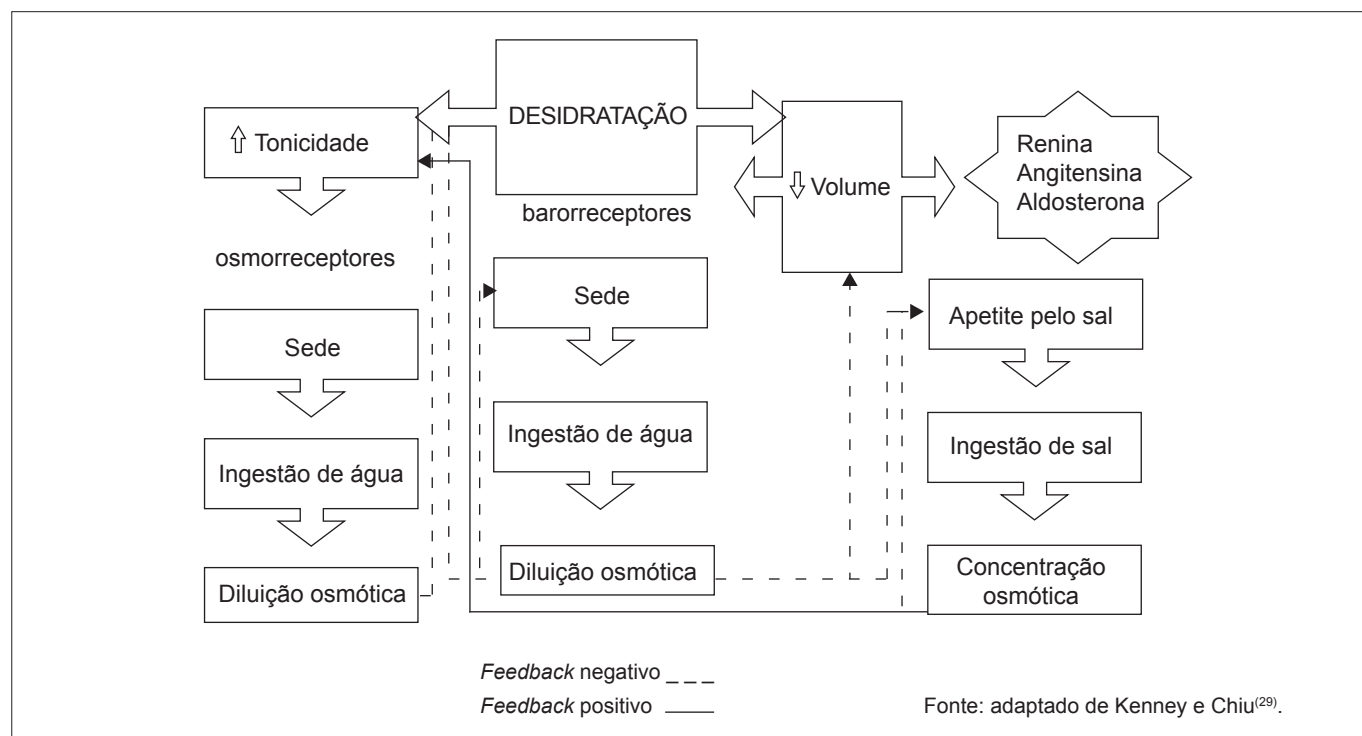 DESIDRATAÇÃO
Tonicidade
osmorreceptores
Sede
Ingestão de água
Diluição osmótica
barorreceptores
Sede
Ingestão de água
Diluição osmótica
Volume
Renina
Angitensina
Aldosterona
Apetite pelo sal
Ingestão de sal
Concentração
osmótica
Feedback negativo
Feedback positivo
Fonte: adaptado de Kenney e Chiu(29).